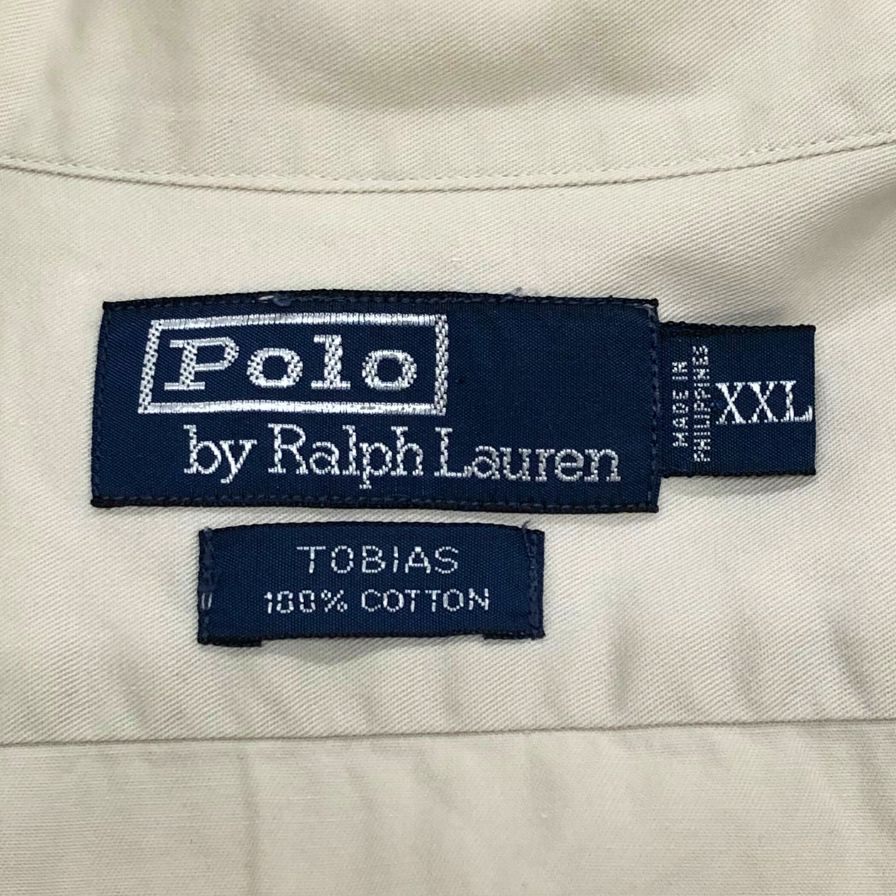 Polo
by Ralph Lauren
MADE IN
PHILIPPINES
XXL
TOBIAS
100% COTTON